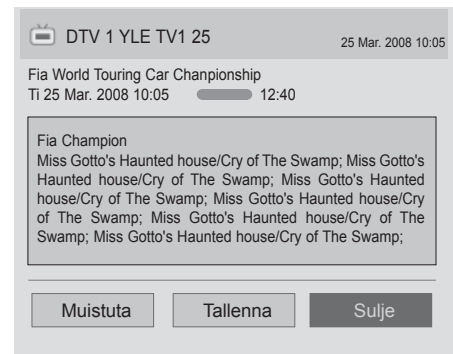 DTV 1 YLE TV1 25
25 Mar. 2008 10:05
Fia World Touring Car Chanpionship
Ti 25 Mar. 2008 10:05 12:40
Fia Champion
Miss Gotto's Haunted house/Cry of The Swamp; Miss Gotto's
Haunted house/Cry of The Swamp; Miss Gotto's Haunted
house/Cry of The Swamp; Miss Gotto's Haunted house/Cry
of The Swamp; Miss Gotto's Haunted house/Cry of The
Swamp; Miss Gotto's Haunted house/Cry of The Swamp;
Muistuta
Tallenna
Sulje